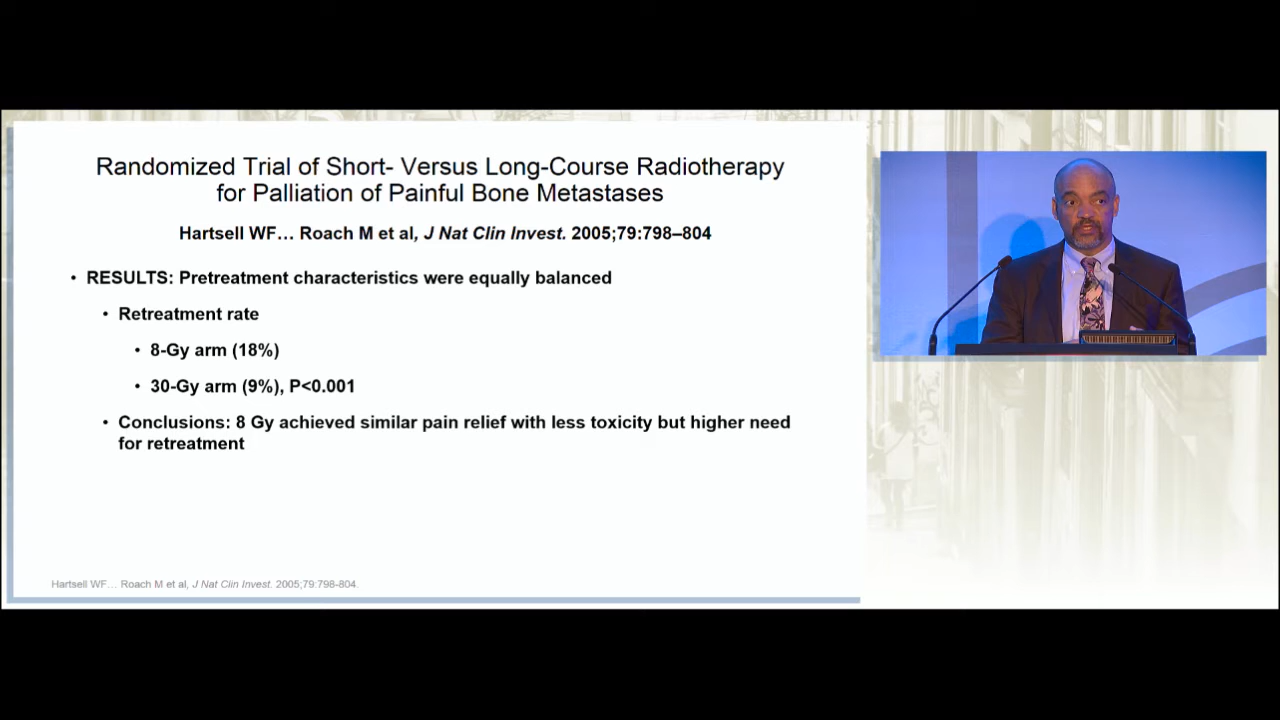 Randomized Trial of Short- Versus Long-Course Radiotherapy
for Palliation of Painful Bone Metastases
Hartsell WF… Roach M et al, J Nat Clin Invest. 2005;79:798–804
• RESULTS: Pretreatment characteristics were equally balanced
• Retreatment rate
• 8-Gy arm (18%)
• 30-Gy arm (9%), P<0.001
• Conclusions: 8 Gy achieved similar pain relief with less toxicity but higher need
for retreatment
Hartsell WF… Roach M et al, J Nat Clin Invest. 2005;79:798-804.